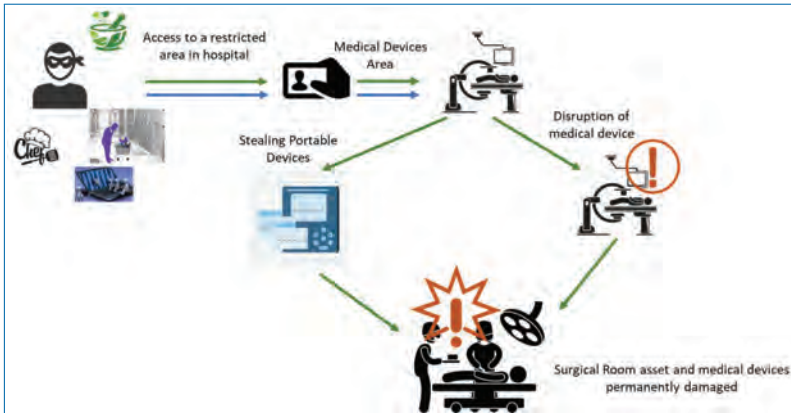 Access to a restricted
area in hospital
Medical Devices
Area
Disruption of
medical device
Stealing Portable
Devices
Chef
Surgical Room asset and medical devices
permanently damaged